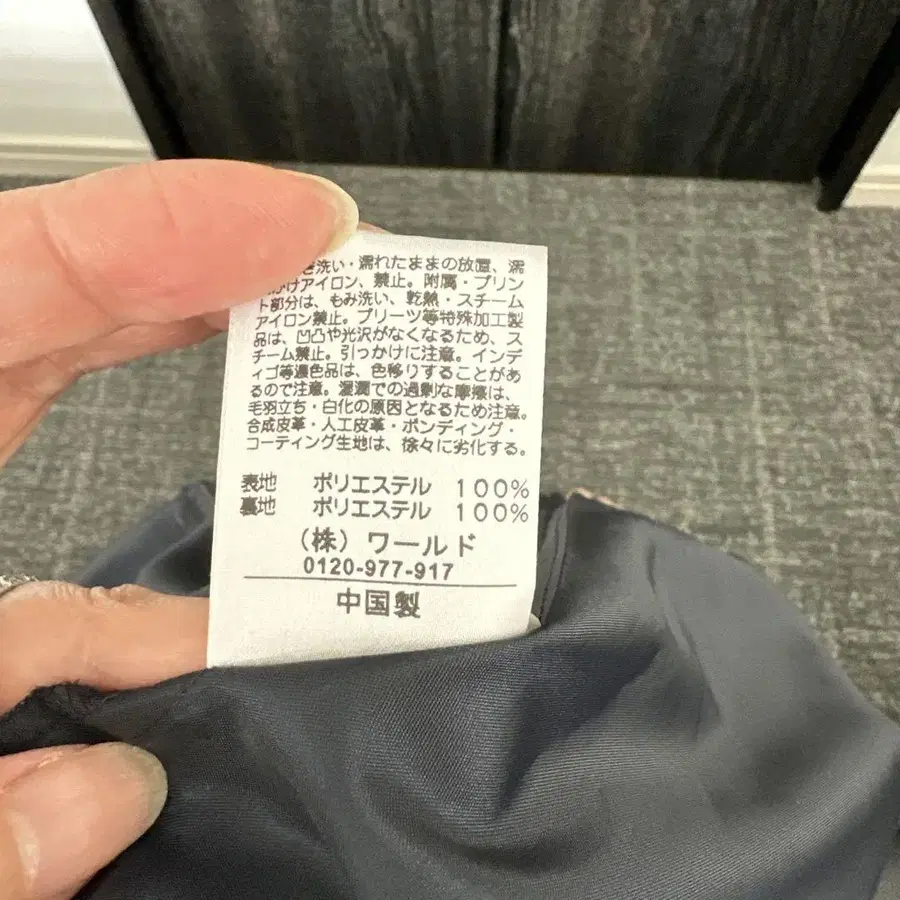 き洗い・濡れたままの放置、濡
かけアイロン、禁止。附属・プリン
ト部分は、もみ洗い、乾熱・スチーム
アイロン禁止。プリーツ等特殊加工製
品は、凹凸や光沢がなくなるため、ス
チーム禁止。引っかけに注意。インデ
ィゴ等濃色品は、色移りすることがあ
るので注意。湿潤での過剰な摩擦は、
毛羽立ち・白化の原因となるため注意。
合成皮革・人工皮革・ボンディング・
コーティング生地は、徐々に劣化する。
表地 ポリエステル 100%
裏地 ポリエステル 100%
（株）ワールド
0120-977-917
中国製